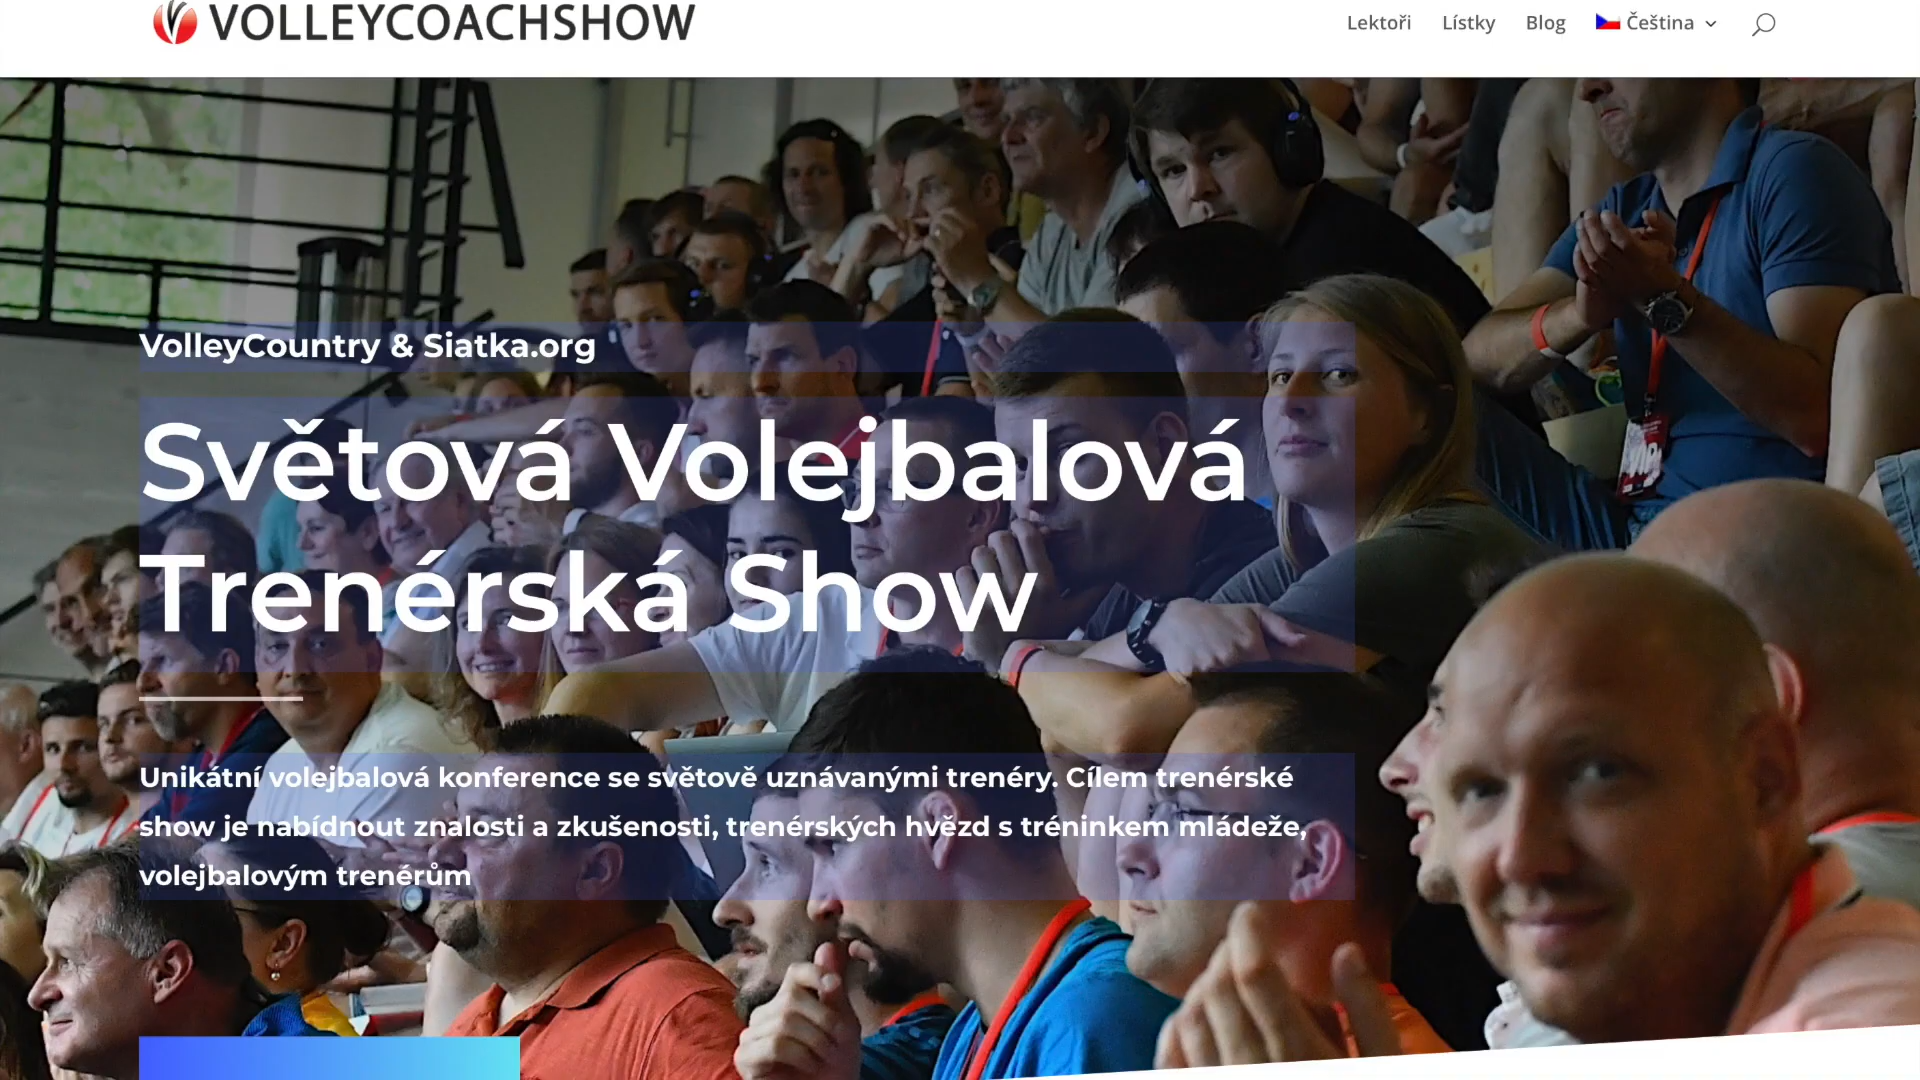 VOLLEYCOACHSHOW
Lektoři Lístky Blog Čeština
VolleyCountry & Siatka.org
Světová Volejbalová
Trenérská Show
Unikátní volejbalová konference se světově uznávanými trenéry. Cílem trenérské
show je nabídnout znalosti a zkušenosti, trenérských hvězd s tréninkem mládeže,
volejbalovým trenérům
VIP